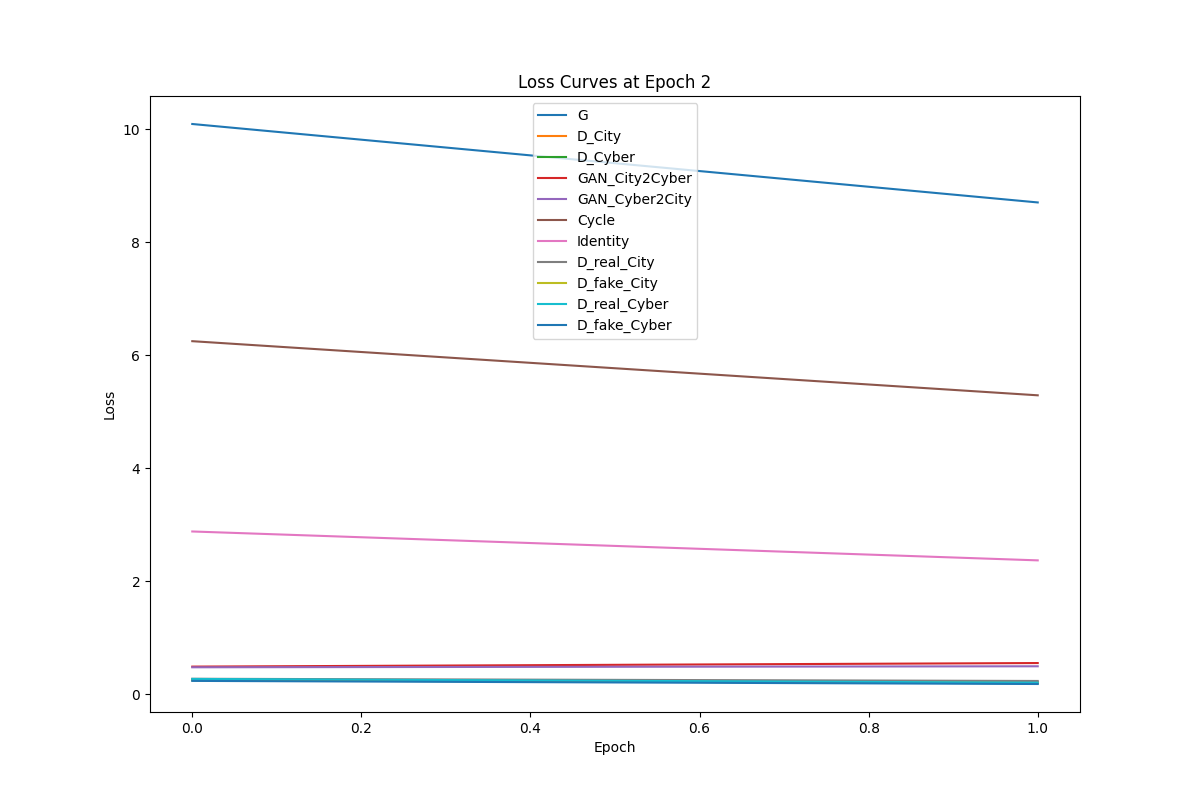 Loss Curves at Epoch 2
G
D_City
D_Cyber
GAN_City2Cyber
GAN_Cyber2City
Cycle
Identity
D_real_City
D_fake_City
D_real_Cyber
D_fake_Cyber
10
8
6
4
2
0
Loss
0.0 0.2 0.4 0.6 0.8 1.0
Epoch